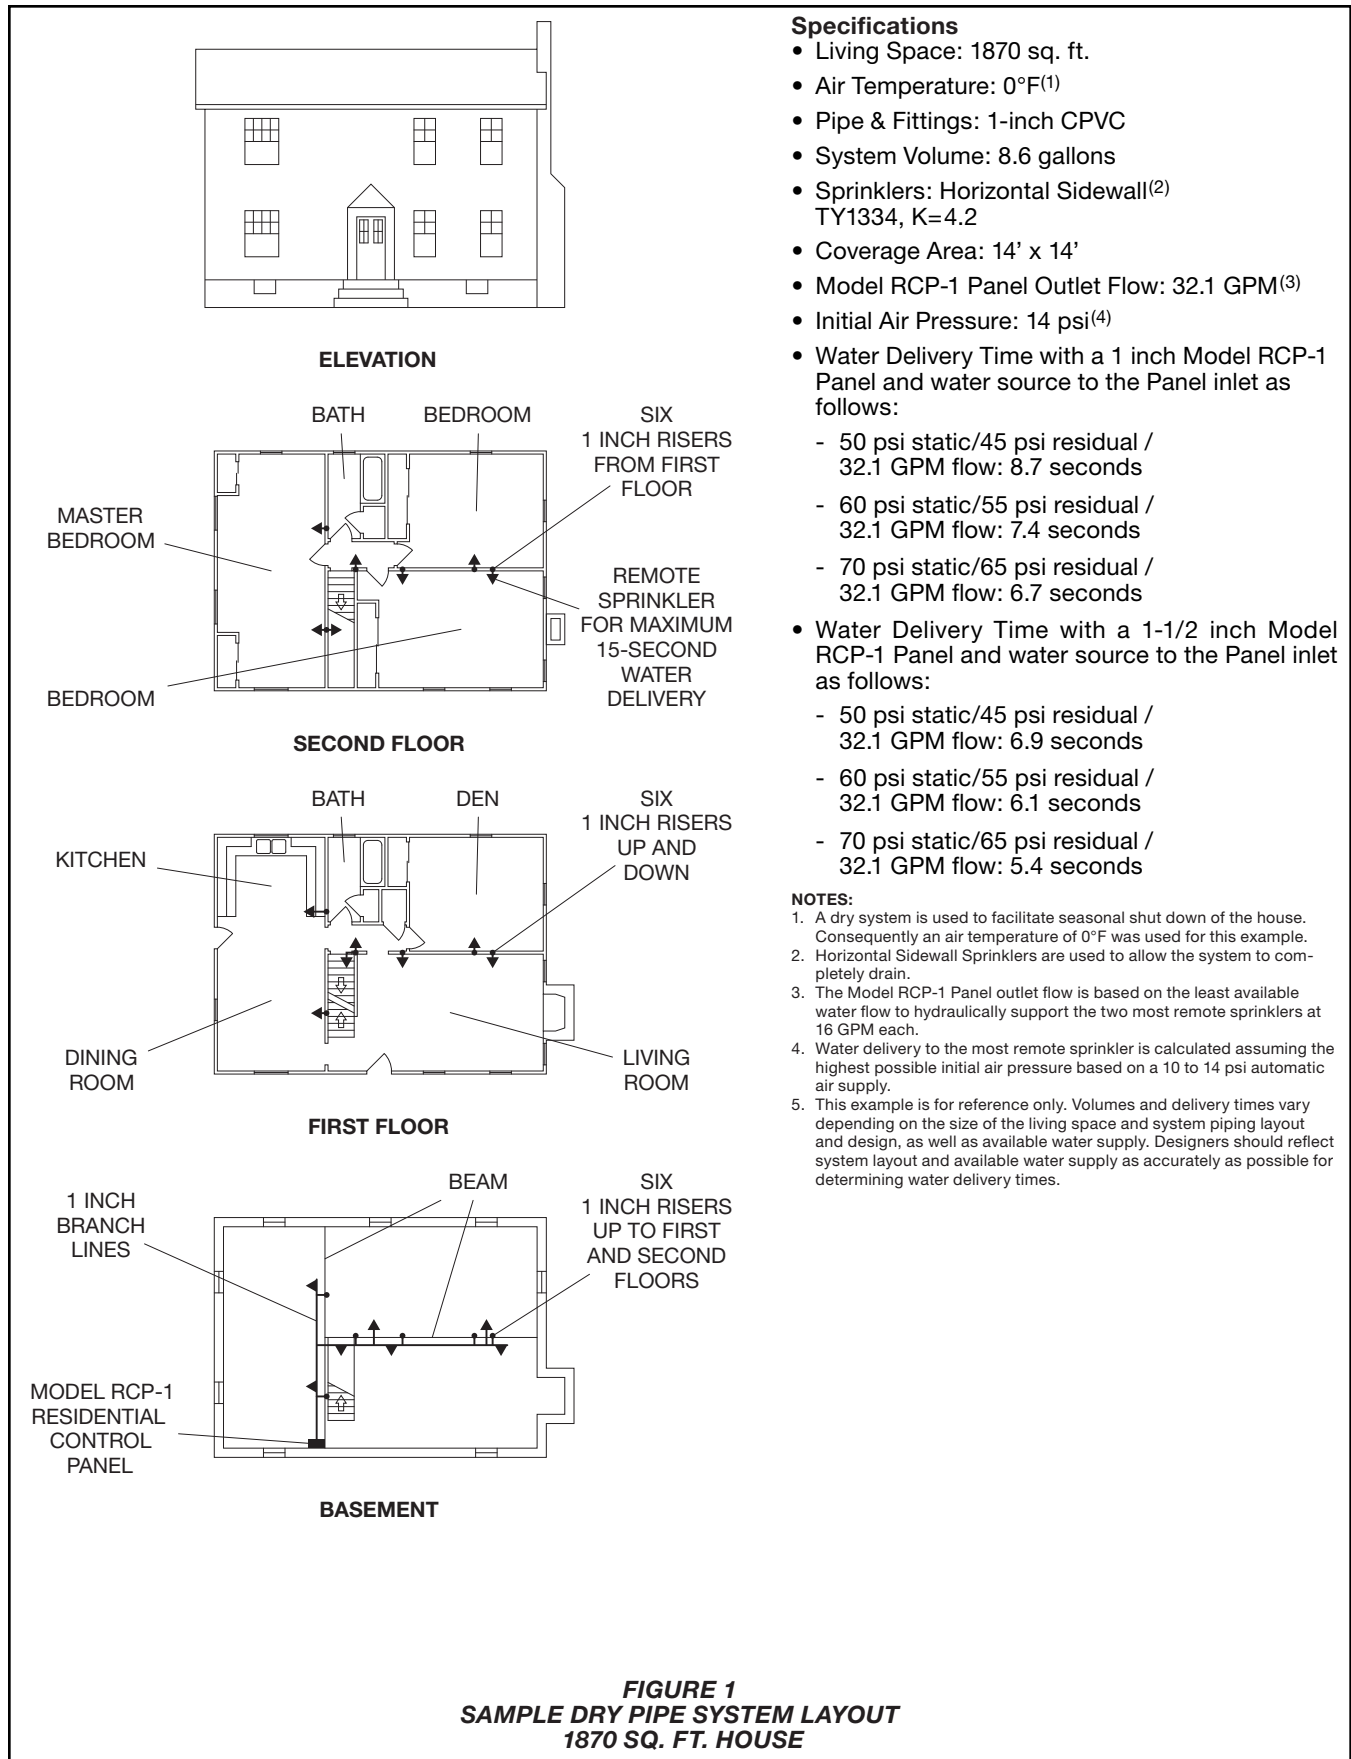 ELEVATION
BATH
BEDROOM
SIX
1 INCH RISERS
FROM FIRST
FLOOR
MASTER
BEDROOM
REMOTE
SPRINKLER
FOR MAXIMUM
15-SECOND
WATER
DELIVERY
BEDROOM
SECOND FLOOR
BATH
DEN
SIX
1 INCH RISERS
UP AND
DOWN
KITCHEN
DINING
ROOM
LIVING
ROOM
FIRST FLOOR
1 INCH
BRANCH
LINES
BEAM
SIX
1 INCH RISERS
UP TO FIRST
AND SECOND
FLOORS
MODEL RCP-1
RESIDENTIAL
CONTROL
PANEL
BASEMENT
Specifications
• Living Space: 1870 sq. ft.
• Air Temperature: 0°F(1)
• Pipe & Fittings: 1-inch CPVC
• System Volume: 8.6 gallons
• Sprinklers: Horizontal Sidewall(2)
TY1334, K=4.2
• Coverage Area: 14’ x 14’
• Model RCP-1 Panel Outlet Flow: 32.1 GPM(3)
• Initial Air Pressure: 14 psi(4)
• Water Delivery Time with a 1 inch Model RCP-1
Panel and water source to the Panel inlet as
follows:
- 50 psi static/45 psi residual /
32.1 GPM flow: 8.7 seconds
- 60 psi static/55 psi residual /
32.1 GPM flow: 7.4 seconds
- 70 psi static/65 psi residual /
32.1 GPM flow: 6.7 seconds
• Water Delivery Time with a 1-1/2 inch Model
RCP-1 Panel and water source to the Panel inlet
as follows:
- 50 psi static/45 psi residual /
32.1 GPM flow: 6.9 seconds
- 60 psi static/55 psi residual /
32.1 GPM flow: 6.1 seconds
- 70 psi static/65 psi residual /
32.1 GPM flow: 5.4 seconds
NOTES:
1. A dry system is used to facilitate seasonal shut down of the house.
Consequently an air temperature of 0°F was used for this example.
2. Horizontal Sidewall Sprinklers are used to allow the system to com-
pletely drain.
3. The Model RCP-1 Panel outlet flow is based on the least available
water flow to hydraulically support the two most remote sprinklers at
16 GPM each.
4. Water delivery to the most remote sprinkler is calculated assuming the
highest possible initial air pressure based on a 10 to 14 psi automatic
air supply.
5. This example is for reference only. Volumes and delivery times vary
depending on the size of the living space and system piping layout
and design, as well as available water supply. Designers should reflect
system layout and available water supply as accurately as possible for
determining water delivery times.
FIGURE 1
SAMPLE DRY PIPE SYSTEM LAYOUT
1870 SQ. FT. HOUSE